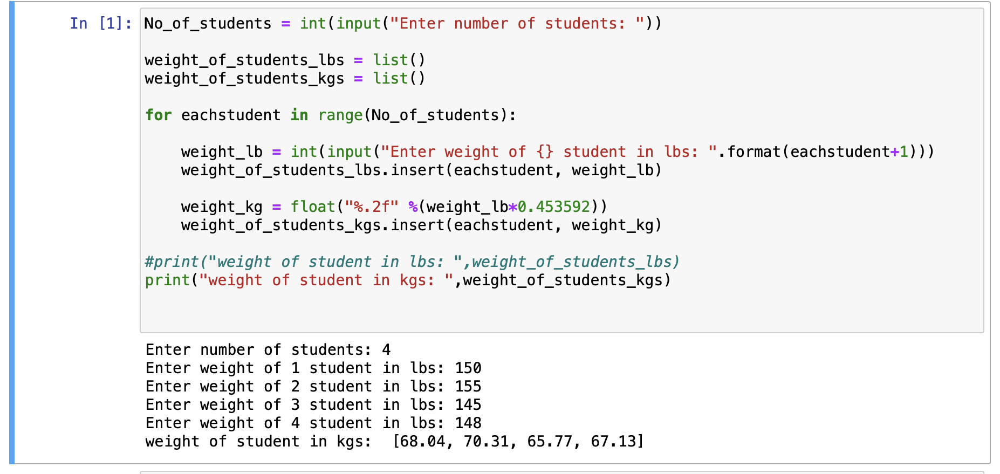 In [1]: No_of_students = int(input("Enter number of students: "))

weight_of_students_lbs = list()
weight_of_students_kgs = list()

for eachstudent in range(No_of_students):

    weight_lb = int(input("Enter weight of {} student in lbs: ".format(eachstudent+1)))
    weight_of_students_lbs.insert(eachstudent, weight_lb)

    weight_kg = float("%.2f" %(weight_lb*0.453592))
    weight_of_students_kgs.insert(eachstudent, weight_kg)

#print("weight of student in lbs: ",weight_of_students_lbs)
print("weight of student in kgs: ",weight_of_students_kgs)

Enter number of students: 4
Enter weight of 1 student in lbs: 150
Enter weight of 2 student in lbs: 155
Enter weight of 3 student in lbs: 145
Enter weight of 4 student in lbs: 148
weight of student in kgs:  [68.04, 70.31, 65.77, 67.13]